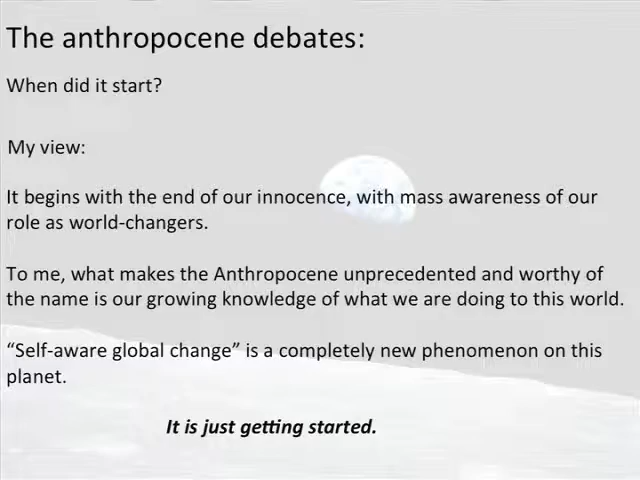 The anthropocene debates:
When did it start?
My view:
It begins with the end of our innocence, with mass awareness of our
role as world-changers.
To me, what makes the Anthropocene unprecedented and worthy of
the name is our growing knowledge of what we are doing to this world.
“Self-aware global change” is a completely new phenomenon on this
planet.
It is just getting started.